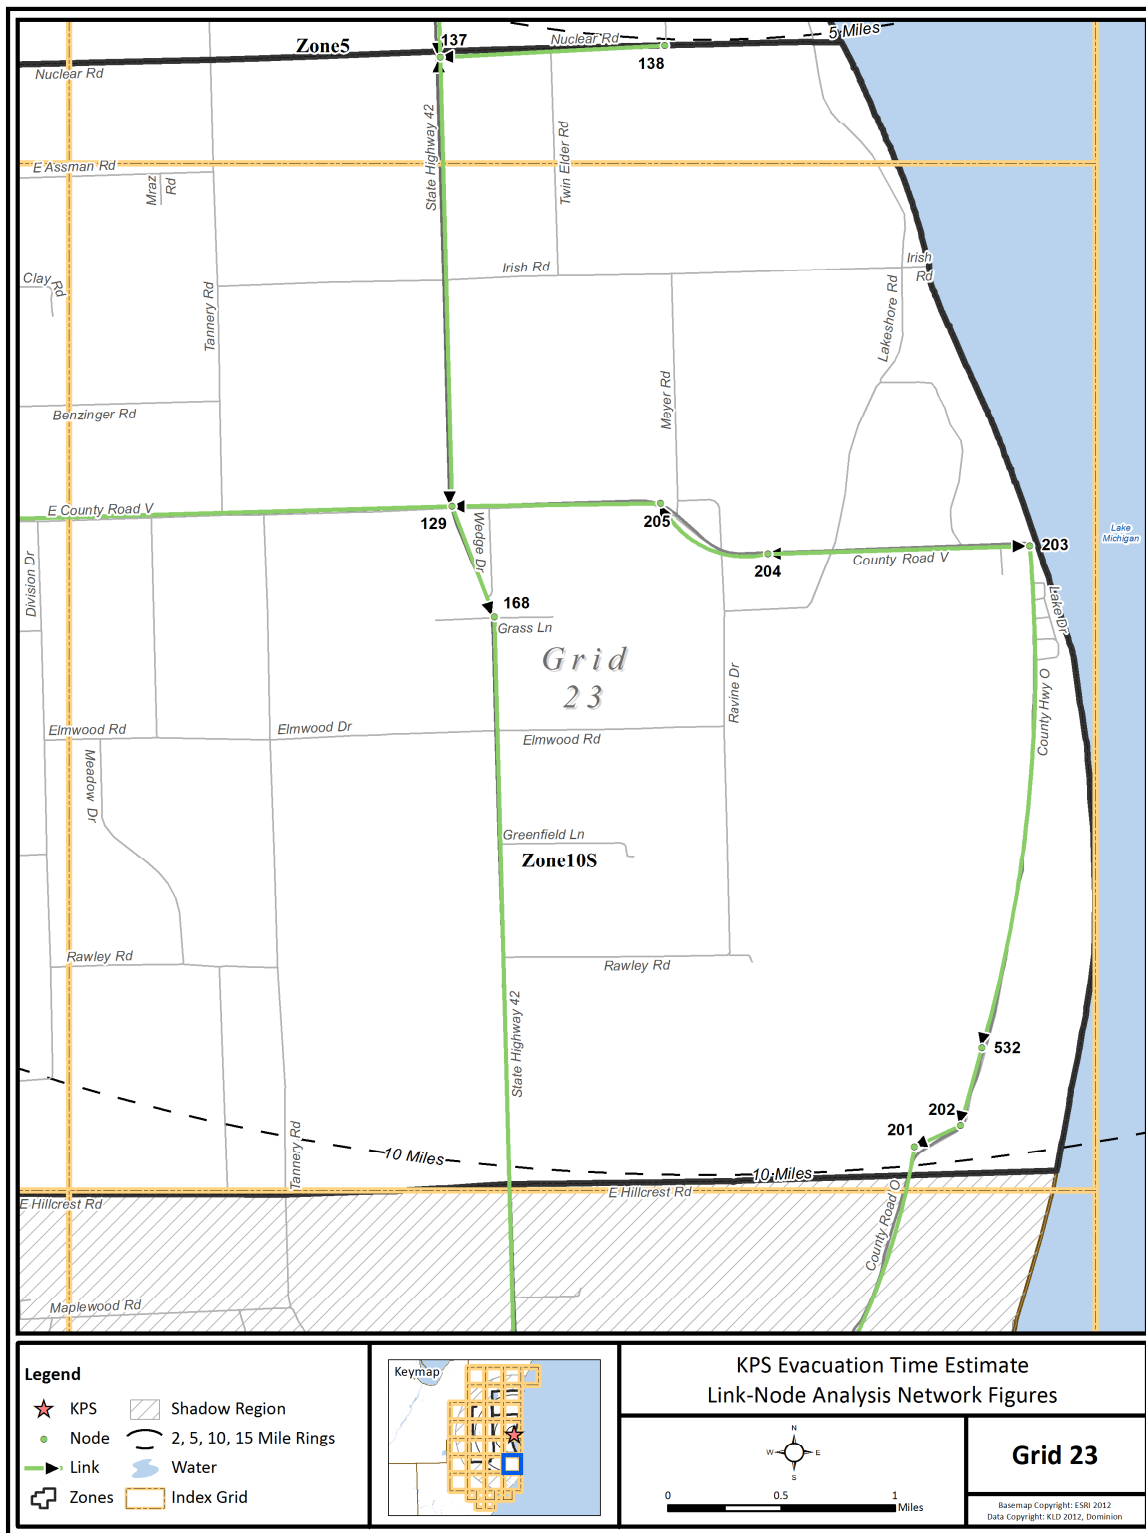 5 Miles
Zone5
137
Nuclear Rd
138
Nuclear Rd
State Highway 42
Twin Elder Rd
E Assman Rd
Mraz
Rd
Irish Rd
Irish
Rd
Clay Rd
Tannery Rd
Lakeshore Rd
Mayer Rd
Benzinger Rd
E County Road V
129
Wedge Dr
205
204
County Road V
203
Lake
Michigan
Division Dr
168
Grass Ln
Lake Dr
Grid
23
Ravine Dr
County Hwy O
Elmwood Rd
Elmwood Dr
Elmwood Rd
Meadow Dr
Greenfield Ln
Zone10S
Rawley Rd
Rawley Rd
State Highway 42
532
202
201
Tannery Rd
10 Miles
10 Miles
E Hillcrest Rd
E Hillcrest Rd
County Road O
Maplewood Rd
Legend
KPS
Shadow Region
Node
2, 5, 10, 15 Mile Rings
Link
Water
Zones
Index Grid
Keymap
KPS Evacuation Time Estimate
Link-Node Analysis Network Figures
N
W
E
S
0
0.5
1
Miles
Grid 23
Basemap Copyright: ESRI 2012
Data Copyright: KLD 2012, Dominion